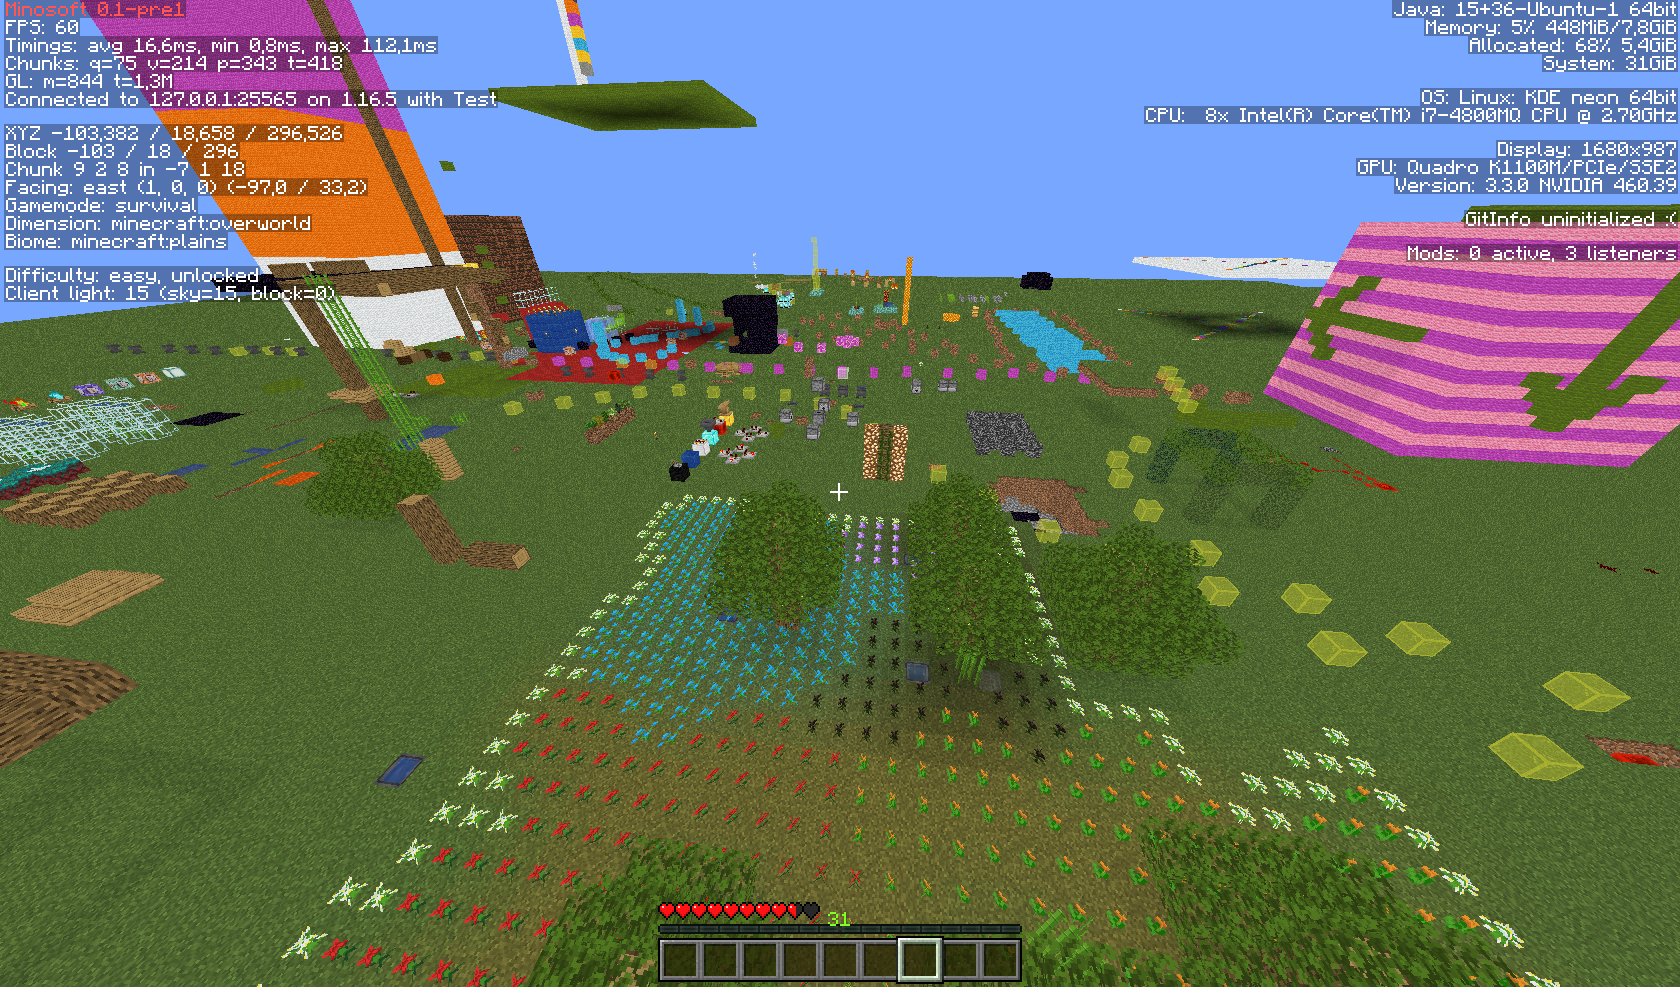 Minosoft 0.1-pre1
FPS: 60
Timings: avg 16,6ms, min 0,8ms, max 112,1ms
Chunks: q=75 v=214 p=343 t=418
GL: m=844 t=1,3M
Connected to 127.0.0.1:25565 on 1.16.5 with Test
XYZ -103,382 / 18,658 / 296,526
Block -103 / 18 / 296
Chunk 9 2 8 in -7 1 18
Facing: east (1, 0, 0) (-97,0 / 33,2)
Gamemode: survival
Dimension: minecraft:overworld
Biome: minecraft:plains
Difficulty: easy, unlocked
Client light: 15 (sky=15, block=0)
Java: 15+36-Ubuntu-1 64bit
Memory: 5% 448MiB/7,8GiB
Allocated: 68% 5,4GiB
System: 31GiB
OS: Linux: KDE neon 64bit
CPU: 8x Intel(R) Core(TM) i7-4800MQ CPU @ 2.70GHz
Display: 1680x987
GPU: Quadro K1100M/PCIe/SSE2
Version: 3.3.0 NVIDIA 460.39
GitInfo uninitialized :(
Mods: 0 active, 3 listeners
31